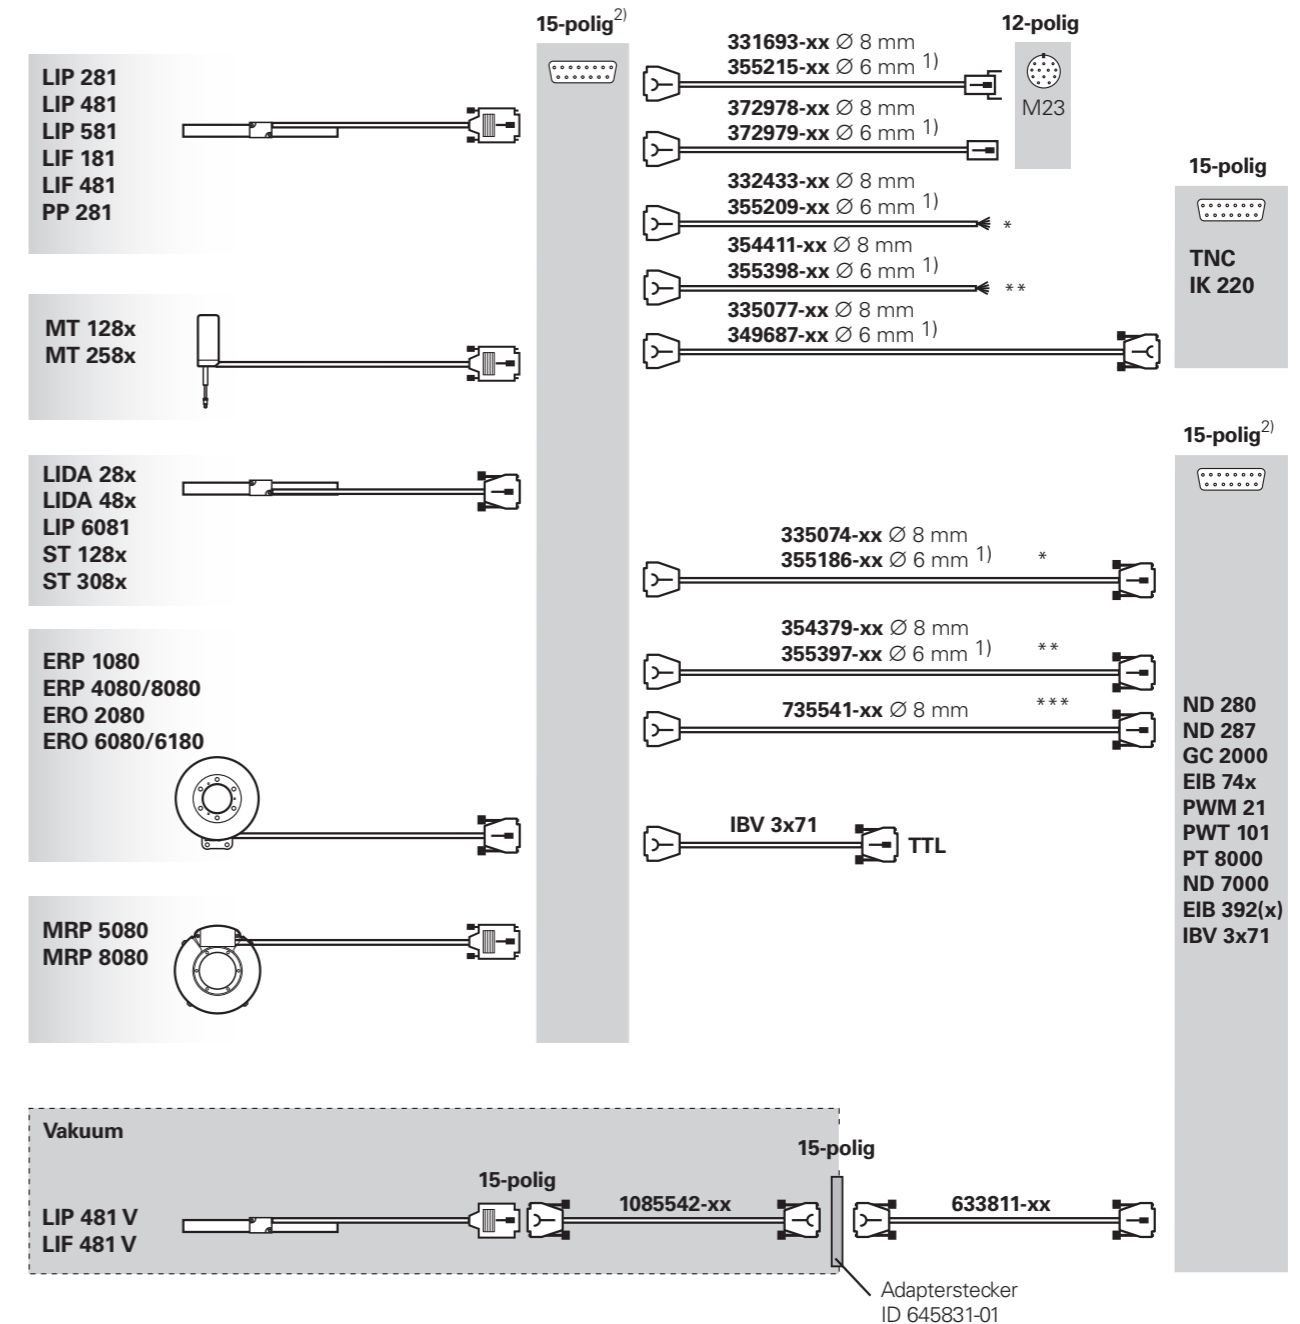 15-polig2)
12-polig
LIP 281
LIP 481
LIP 581
LIF 181
LIF 481
PP 281
331693-xx Ø 8 mm
355215-xx Ø 6 mm 1)
M23
372978-xx Ø 8 mm
372979-xx Ø 6 mm 1)
332433-xx Ø 8 mm
355209-xx Ø 6 mm 1)
*
354411-xx Ø 8 mm
355398-xx Ø 6 mm 1)
**
335077-xx Ø 8 mm
349687-xx Ø 6 mm 1)
15-polig
TNC
IK 220
MT 128x
MT 258x
LIDA 28x
LIDA 48x
LIP 6081
ST 128x
ST 308x
15-polig2)
335074-xx Ø 8 mm
355186-xx Ø 6 mm 1)
*
354379-xx Ø 8 mm
355397-xx Ø 6 mm 1)
**
735541-xx Ø 8 mm
***
ERP 1080
ERP 4080/8080
ERO 2080
ERO 6080/6180
IBV 3x71
TTL
ND 280
ND 287
GC 2000
EIB 74x
PWM 21
PWT 101
PT 8000
ND 7000
EIB 392(x)
IBV 3x71
MRP 5080
MRP 8080
Vakuum
15-polig
15-polig
LIP 481 V
LIF 481 V
1085542-xx
633811-xx
Adapterstecker
ID 645831-01